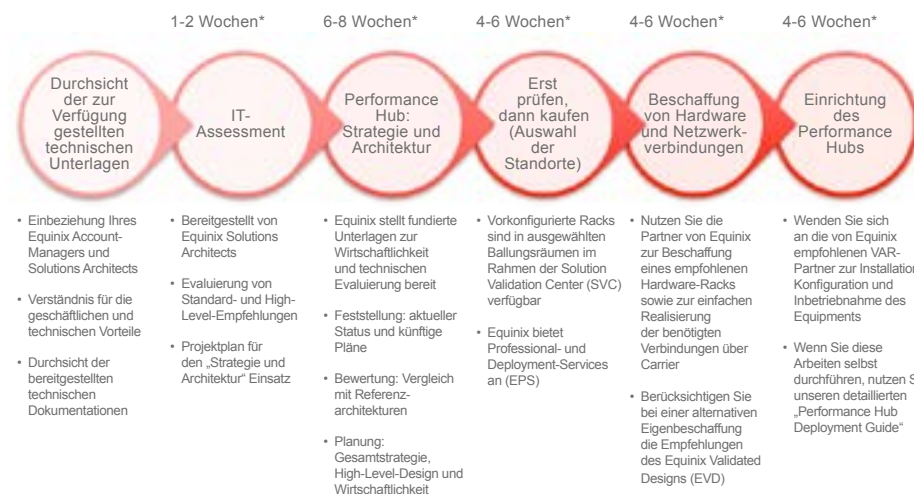 1-2 Wochen*
6-8 Wochen*
4-6 Wochen*
4-6 Wochen*
4-6 Wochen*
Durchsicht
der zur
Verfügung
gestellten
technischen
Unterlagen
IT-
Assessment
Performance
Hub:
Strategie und
Architektur
Erst
prüfen,
dann kaufen
(Auswahl
der
Standorte)
Beschaffung
von Hardware
und Netzwerk-
verbindungen
Einrichtung
des
Performance
Hubs
• Einbeziehung Ihres
Equinix Account-
Managers und
Solutions Architects
• Verständnis für die
geschäftlichen und
technischen Vorteile
• Durchsicht der
bereitgestellten
technischen
Dokumentationen
• Bereitgestellt von
Equinix Solutions
Architects
• Evaluierung von
Standard- und High-
Level-Empfehlungen
• Projektplan für
den „Strategie und
Architektur“ Einsatz
• Equinix stellt fundierte
Unterlagen zur
Wirtschaftlichkeit
und technischen
Evaluierung bereit
• Feststellung: aktueller
Status und künftige
Pläne
• Bewertung: Vergleich
mit Referenz-
architekturen
• Planung:
Gesamtstrategie,
High-Level-Design und
Wirtschaftlichkeit
• Vorkonfigurierte Racks
sind in ausgewählten
Ballungsräumen im
Rahmen der Solution
Validation Center (SVC)
verfügbar
• Equinix bietet
Professional- und
Deployment-Services
an (EPS)
• Nutzen Sie die
Partner von Equinix
zur Beschaffung
eines empfohlenen
Hardware-Racks
sowie zur einfachen
Realisierung
der benötigten
Verbindungen über
Carrier
• Berücksichtigen Sie
bei einer alternativen
Eigenbeschaffung
die Empfehlungen
des Equinix Validated
Designs (EVD)
• Wenden Sie sich
an die von Equinix
empfohlenen VAR-
Partner zur Installation
Konfiguration und
Inbetriebnahme des
Equipments
• Wenn Sie diese
Arbeiten selbst
durchführen, nutzen S
unseren detaillierten
„Performance Hub
Deployment Guide“